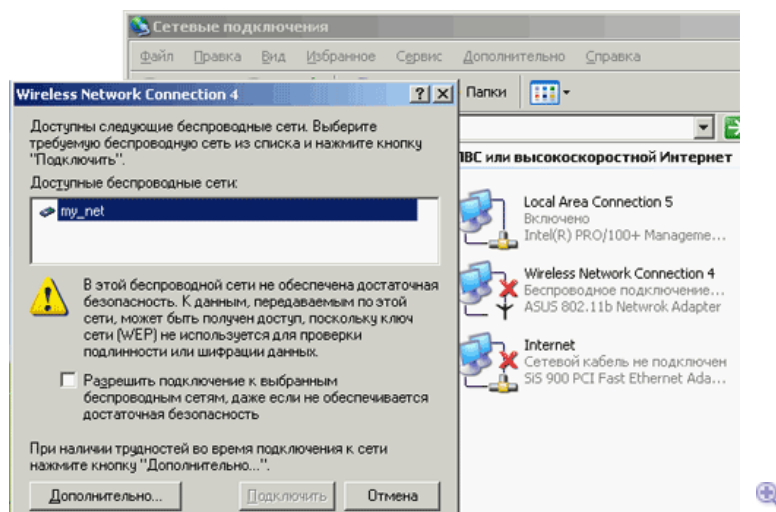 Сетевые подключения
Файл Правка Вид Избранное Сервис Дополнительно Справка
Папки
Wireless Network Connection 4
Доступны следующие беспроводные сети. Выберите
требуемую беспроводную сеть из списка и нажмите кнопку
"Подключить".
Доступные беспроводные сети:
my_net
В этой беспроводной сети не обеспечена достаточная
безопасность. К данным, передаваемым по этой
сети, может быть получен доступ, поскольку ключ
сети (WEP) не используется для проверки
подлинности или шифрации данных.
Разрешить подключение к выбранным
беспроводным сетям, даже если не обеспечивается
достаточная безопасность
При наличии трудностей во время подключения к сети
нажмите кнопку "Дополнительно...".
Дополнительно... Подключить Отмена
ЛВС или высокоскоростной Интернет
Local Area Connection 5
Включено
Intel(R) PRO/100+ Manageme...
Wireless Network Connection 4
Беспроводное подключение...
ASUS 802.11b Netwrok Adapter
Internet
Сетевой кабель не подключен
SiS 900 PCI Fast Ethernet Ada...